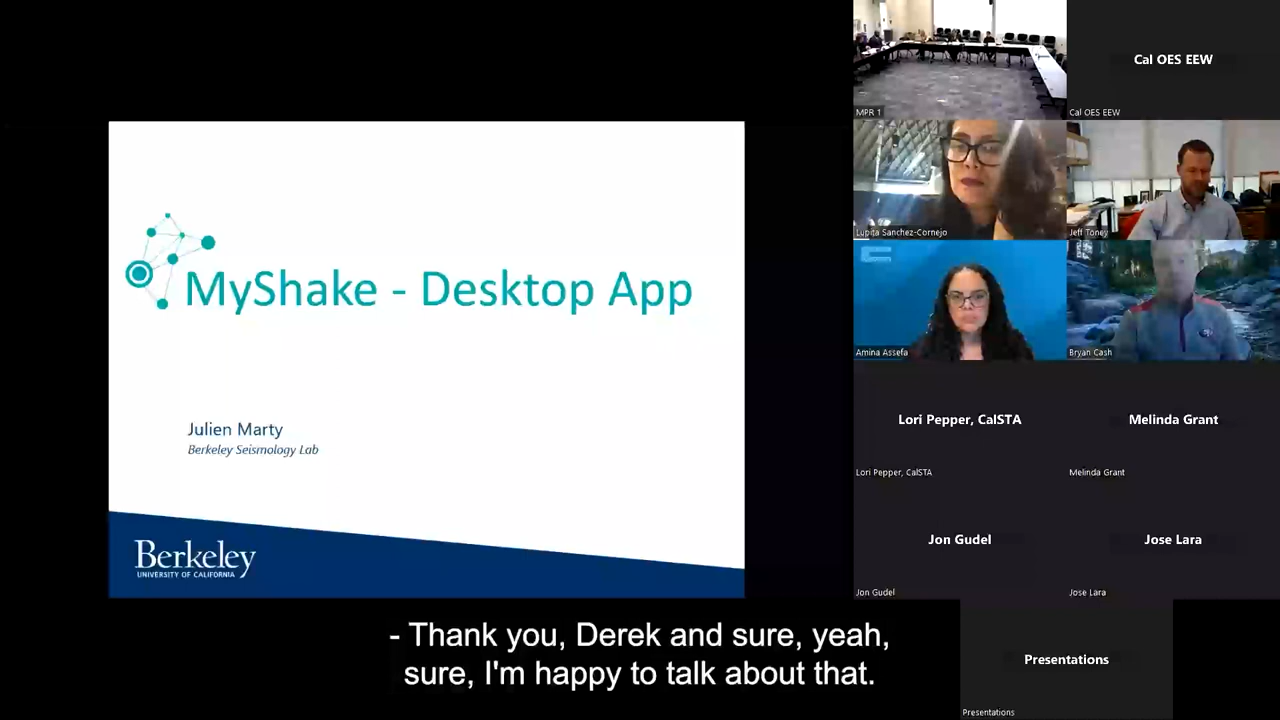 MyShake - Desktop App
Julien Marty
Berkeley Seismology Lab
Berkeley
UNIVERSITY OF CALIFORNIA
MPR 1
Cal OES EEW
Cal OES EEW
Lupita Sanchez-Cornejo
Jeff Toney
Amina Assefa
Bryan Cash
Lori Pepper, CalSTA
Lori Pepper, CalSTA
Melinda Grant
Melinda Grant
Jon Gudel
Jon Gudel
Jose Lara
Jose Lara
Presentations
Presentations
- Thank you, Derek and sure, yeah,
sure, I'm happy to talk about that.